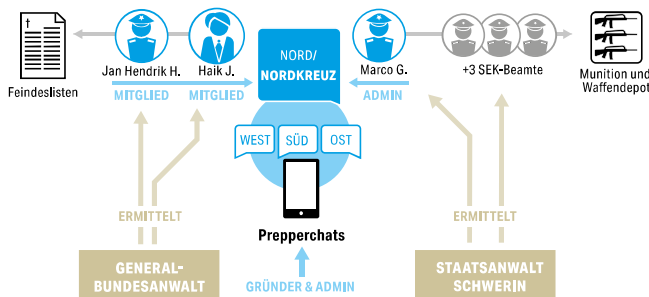 Feindeslisten
Jan Hendrik H.
MITGLIED
Haik J.
MITGLIED
NORD/
NORDKREUZ
Marco G.
ADMIN
+3 SEK-Beamte
Munition und
Waffendepot
WEST
SÜD
OST
Prepperchats
GRÜNDER & ADMIN
ERMITTELT
GENERAL-
BUNDESANWALT
ERMITTELT
STAATSANWALT
SCHWERIN